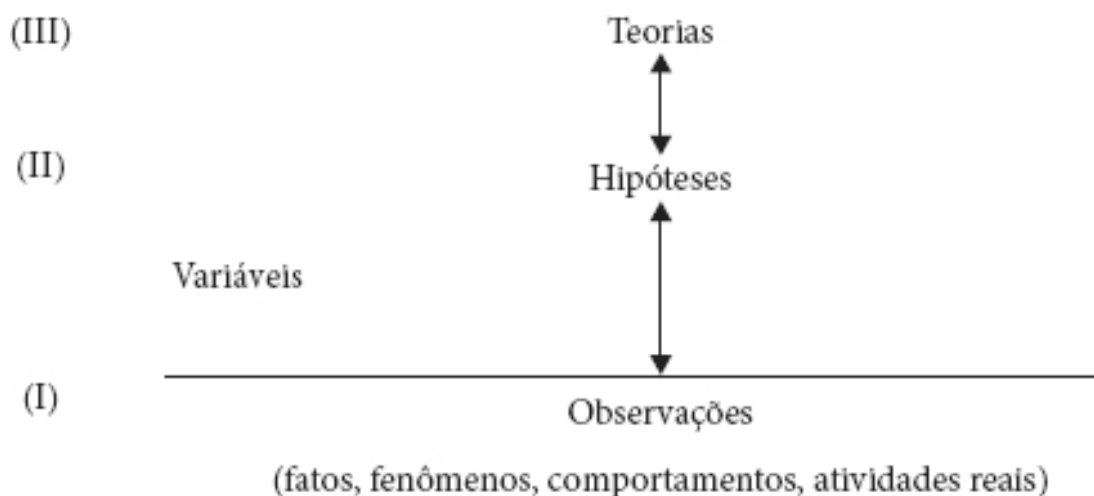 (III) Teorias
(II) Hipóteses
Variáveis
(I) Observações
(fatos, fenômenos, comportamentos, atividades reais)